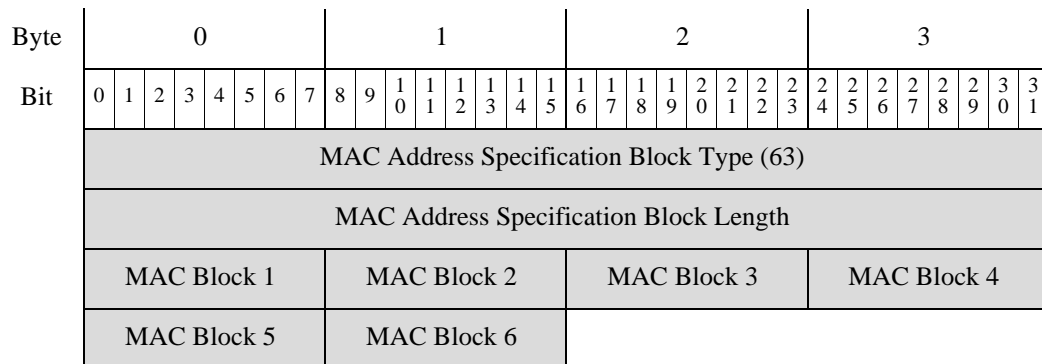 Byte 0 1 2 3
Bit 0 1 2 3 4 5 6 7 8 9 10 11 12 13 14 15 16 17 18 19 20 21 22 23 24 25 26 27 28 29 30 31
MAC Address Specification Block Type (63)
MAC Address Specification Block Length
MAC Block 1 MAC Block 2 MAC Block 3 MAC Block 4
MAC Block 5 MAC Block 6